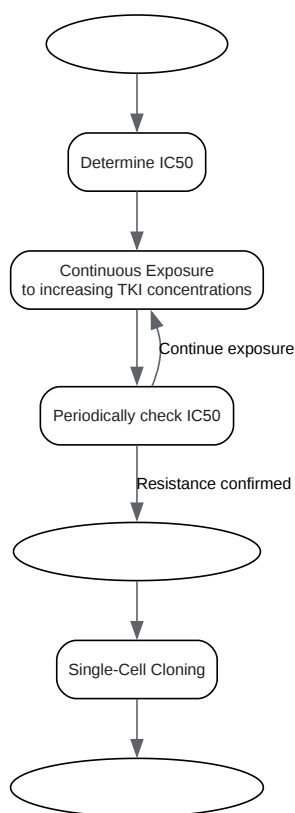 Determine IC50
Continuous Exposure
to increasing TKI concentrations
Continue exposure
Periodically check IC50
Resistance confirmed
Single-Cell Cloning